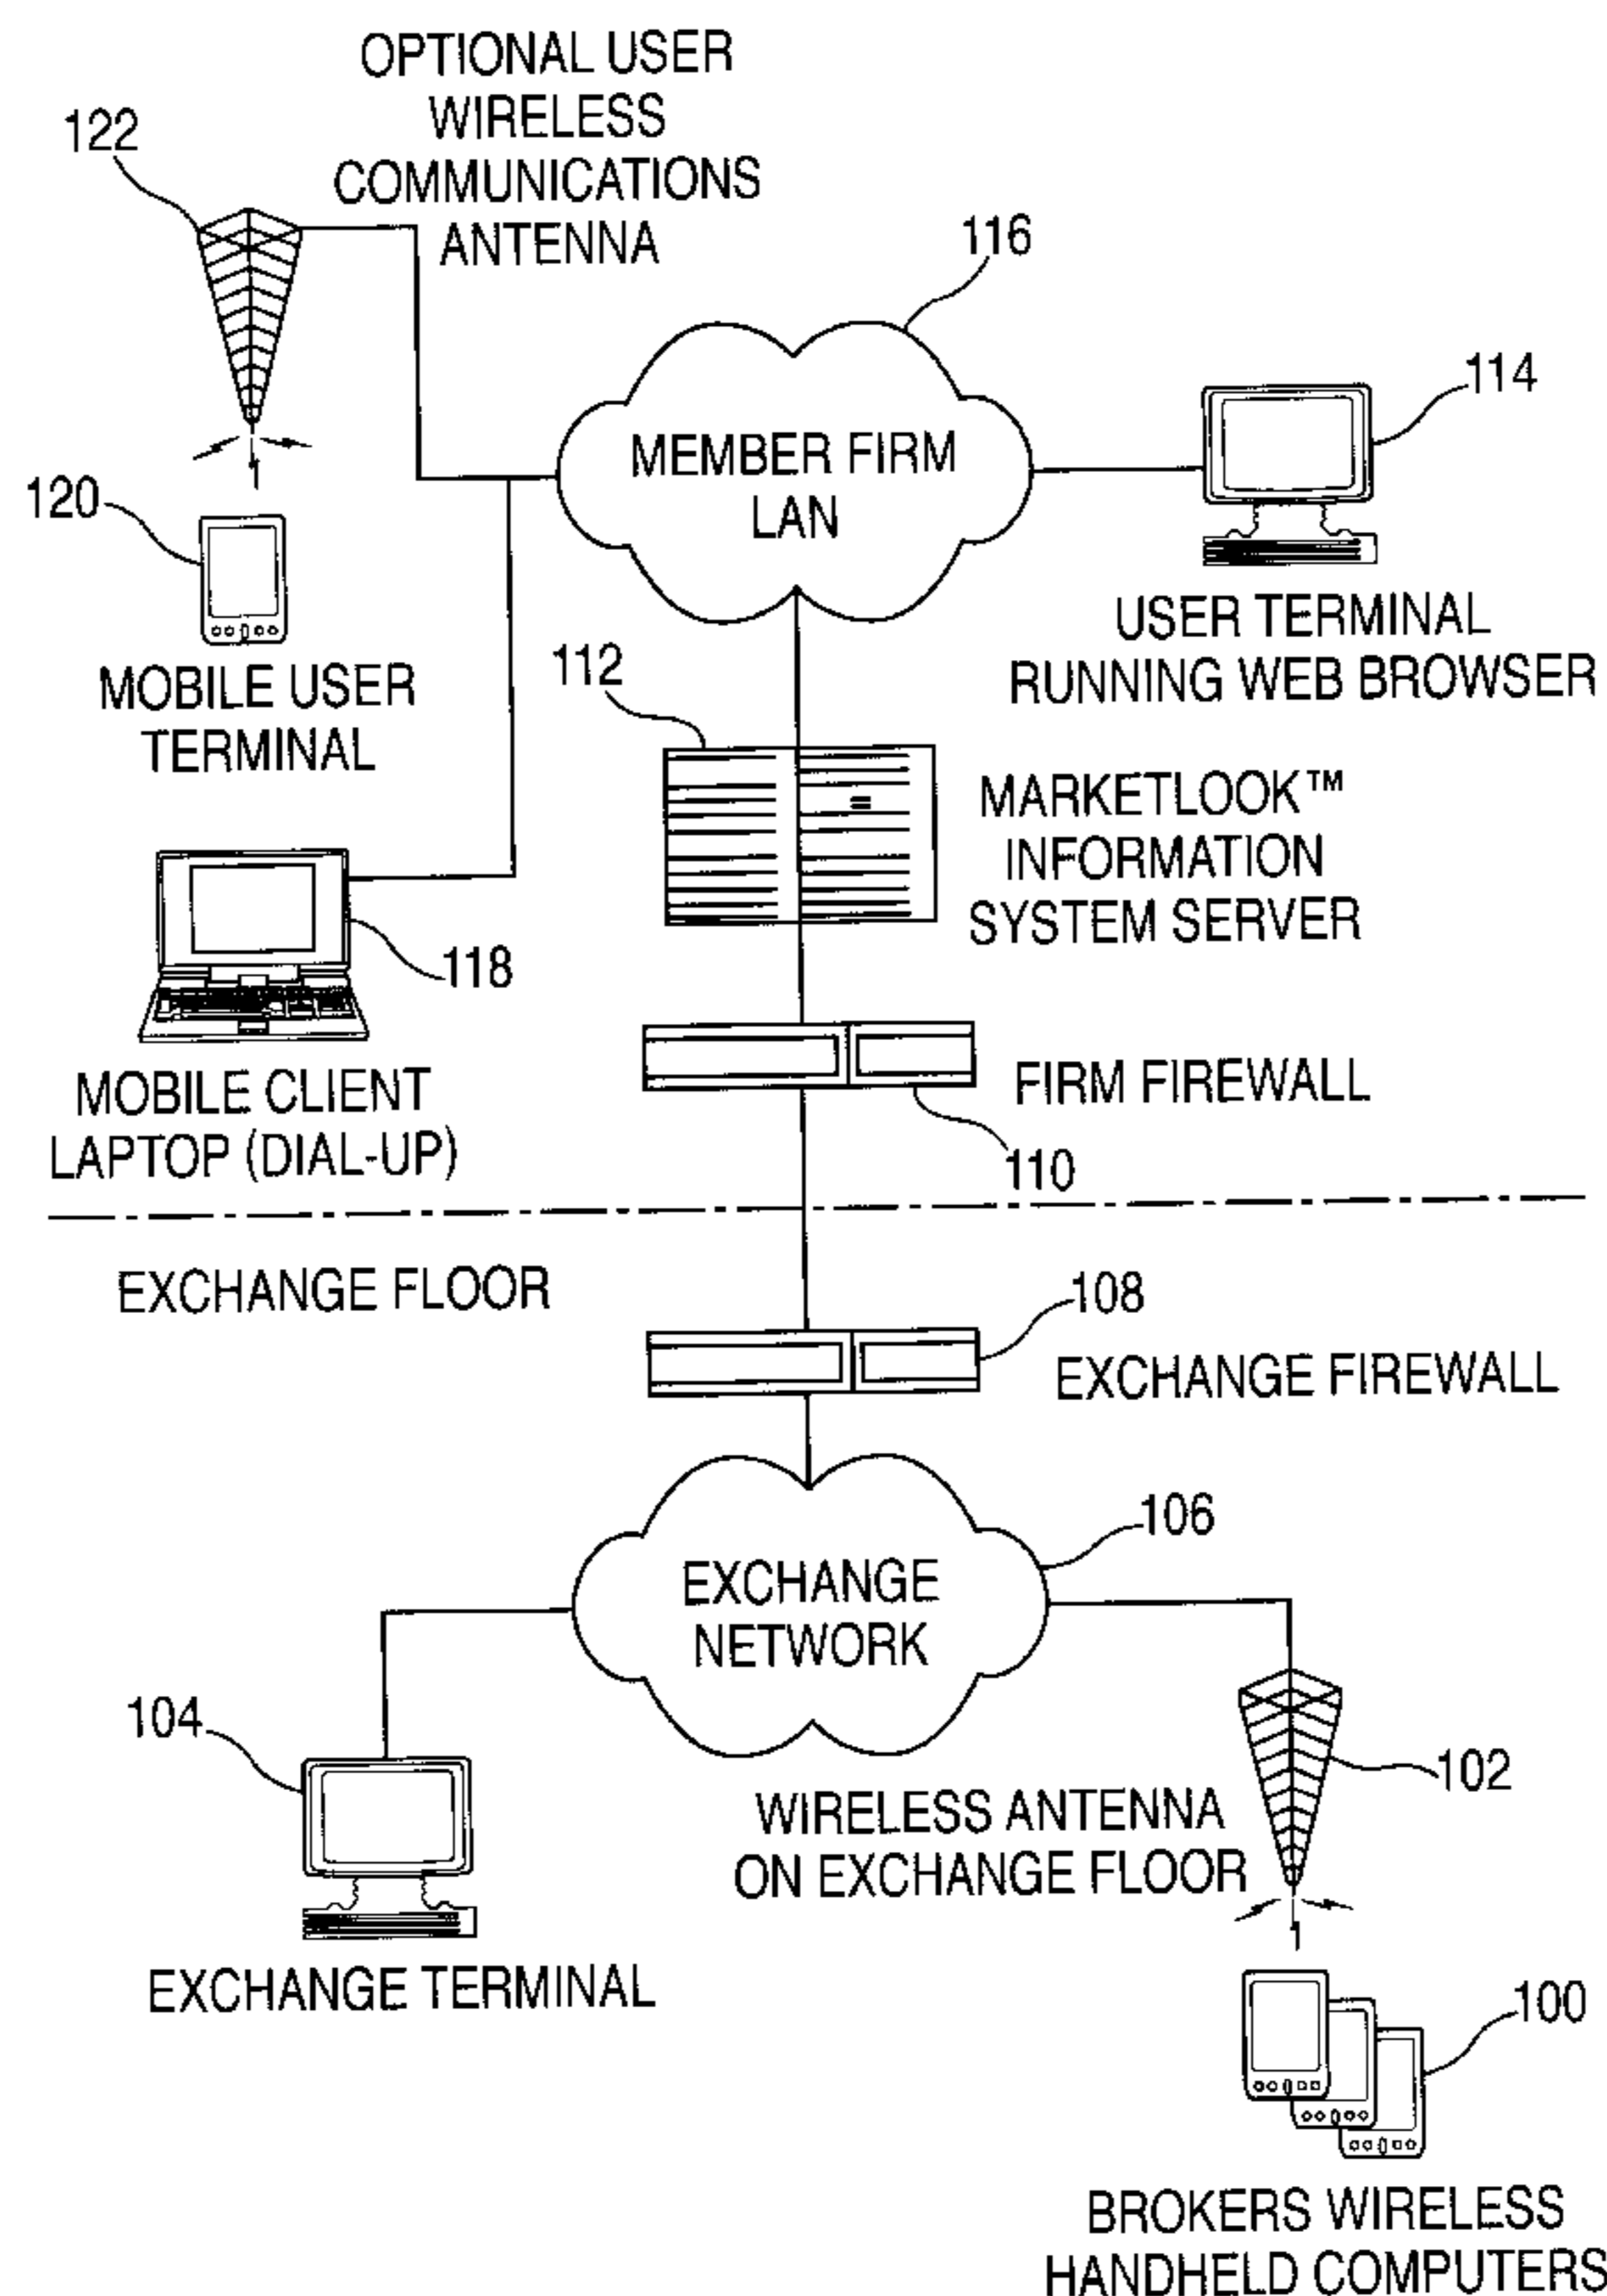 OPTIONAL USER
WIRELESS
COMMUNICATIONS
ANTENNA
122
116
114
120
MEMBER FIRM
LAN
MOBILE USER
TERMINAL
USER TERMINAL
RUNNING WEB BROWSER
112
MARKETLOOK™
INFORMATION
SYSTEM SERVER
118
MOBILE CLIENT
LAPTOP (DIAL-UP)
FIRM FIREWALL
110
EXCHANGE FLOOR
108
EXCHANGE FIREWALL
106
EXCHANGE
NETWORK
104
102
WIRELESS ANTENNA
ON EXCHANGE FLOOR
EXCHANGE TERMINAL
100
BROKERS WIRELESS
HANDHELD COMPUTERS